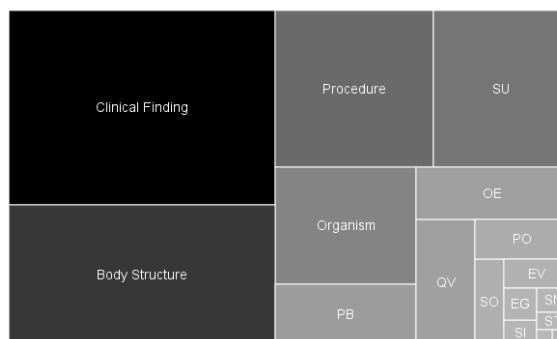 Clinical Finding
Procedure
SU
Body Structure
Organism
PB
OE
QV
PO
SO
EV
EG
SI